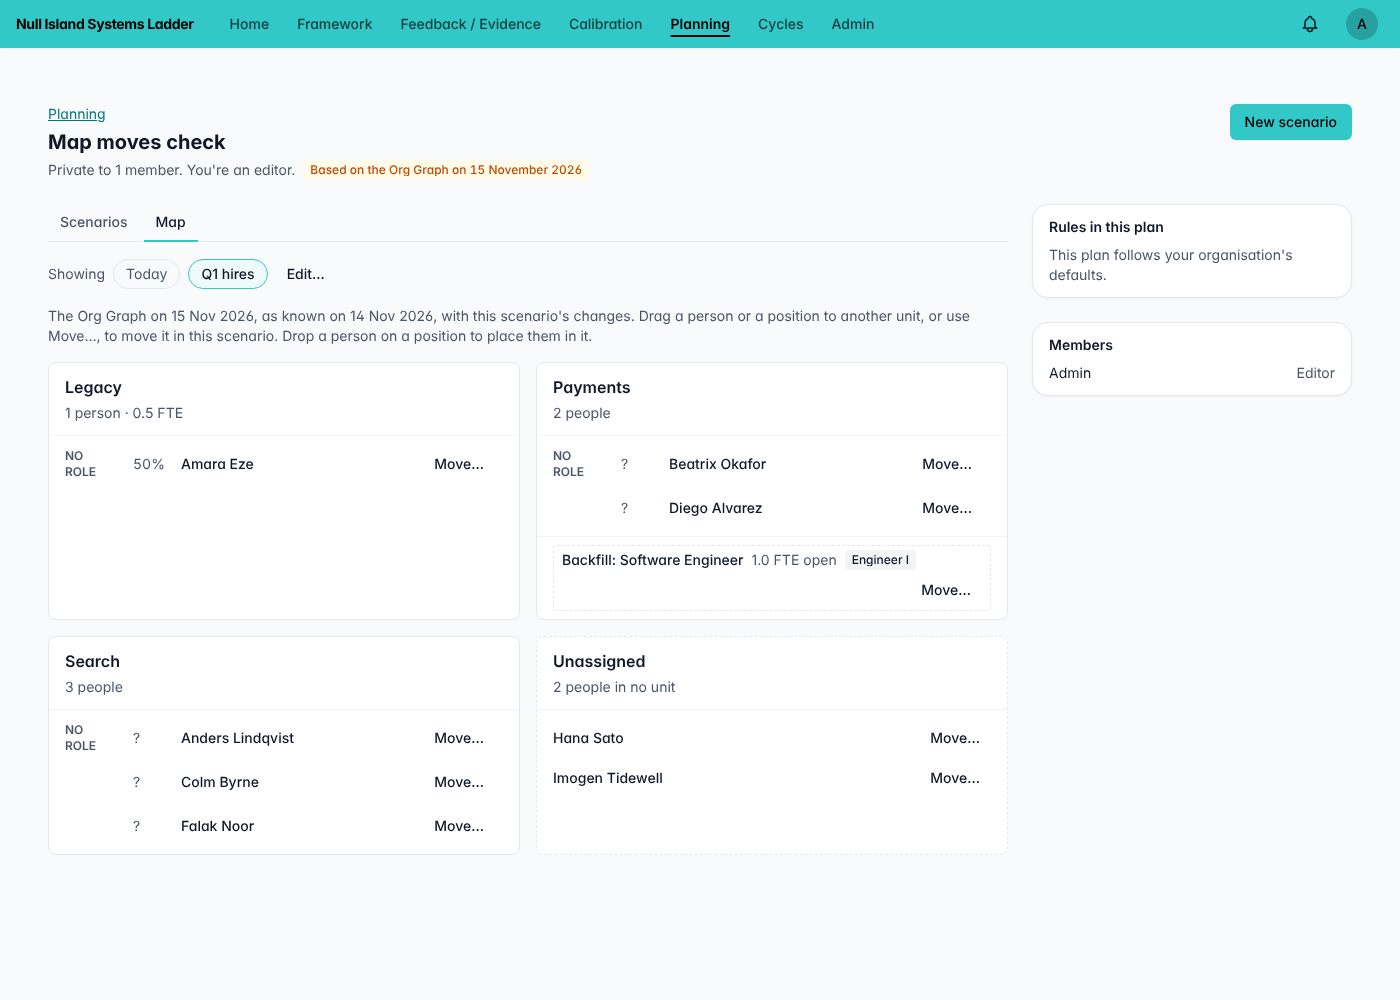 Null Island Systems Ladder Home Framework Feedback / Evidence Calibration Planning Cycles Admin A
Planning
New scenario
Map moves check
Private to 1 member. You're an editor. Based on the Org Graph on 15 November 2026
Scenarios Map
Showing Today Q1 hires Edit...
The Org Graph on 15 Nov 2026, as known on 14 Nov 2026, with this scenario's changes. Drag a person or a position to another unit, or use
Move..., to move it in this scenario. Drop a person on a position to place them in it.
Legacy
1 person · 0.5 FTE
NO
ROLE
50% Amara Eze Move...
Payments
2 people
NO
ROLE
? Beatrix Okafor Move...
? Diego Alvarez Move...
Backfill: Software Engineer 1.0 FTE open Engineer I
Move...
Search
3 people
NO
ROLE
? Anders Lindqvist Move...
? Colm Byrne Move...
? Falak Noor Move...
Unassigned
2 people in no unit
Hana Sato Move...
Imogen Tidewell Move...
Rules in this plan
This plan follows your organisation's
defaults.
Members
Admin Editor